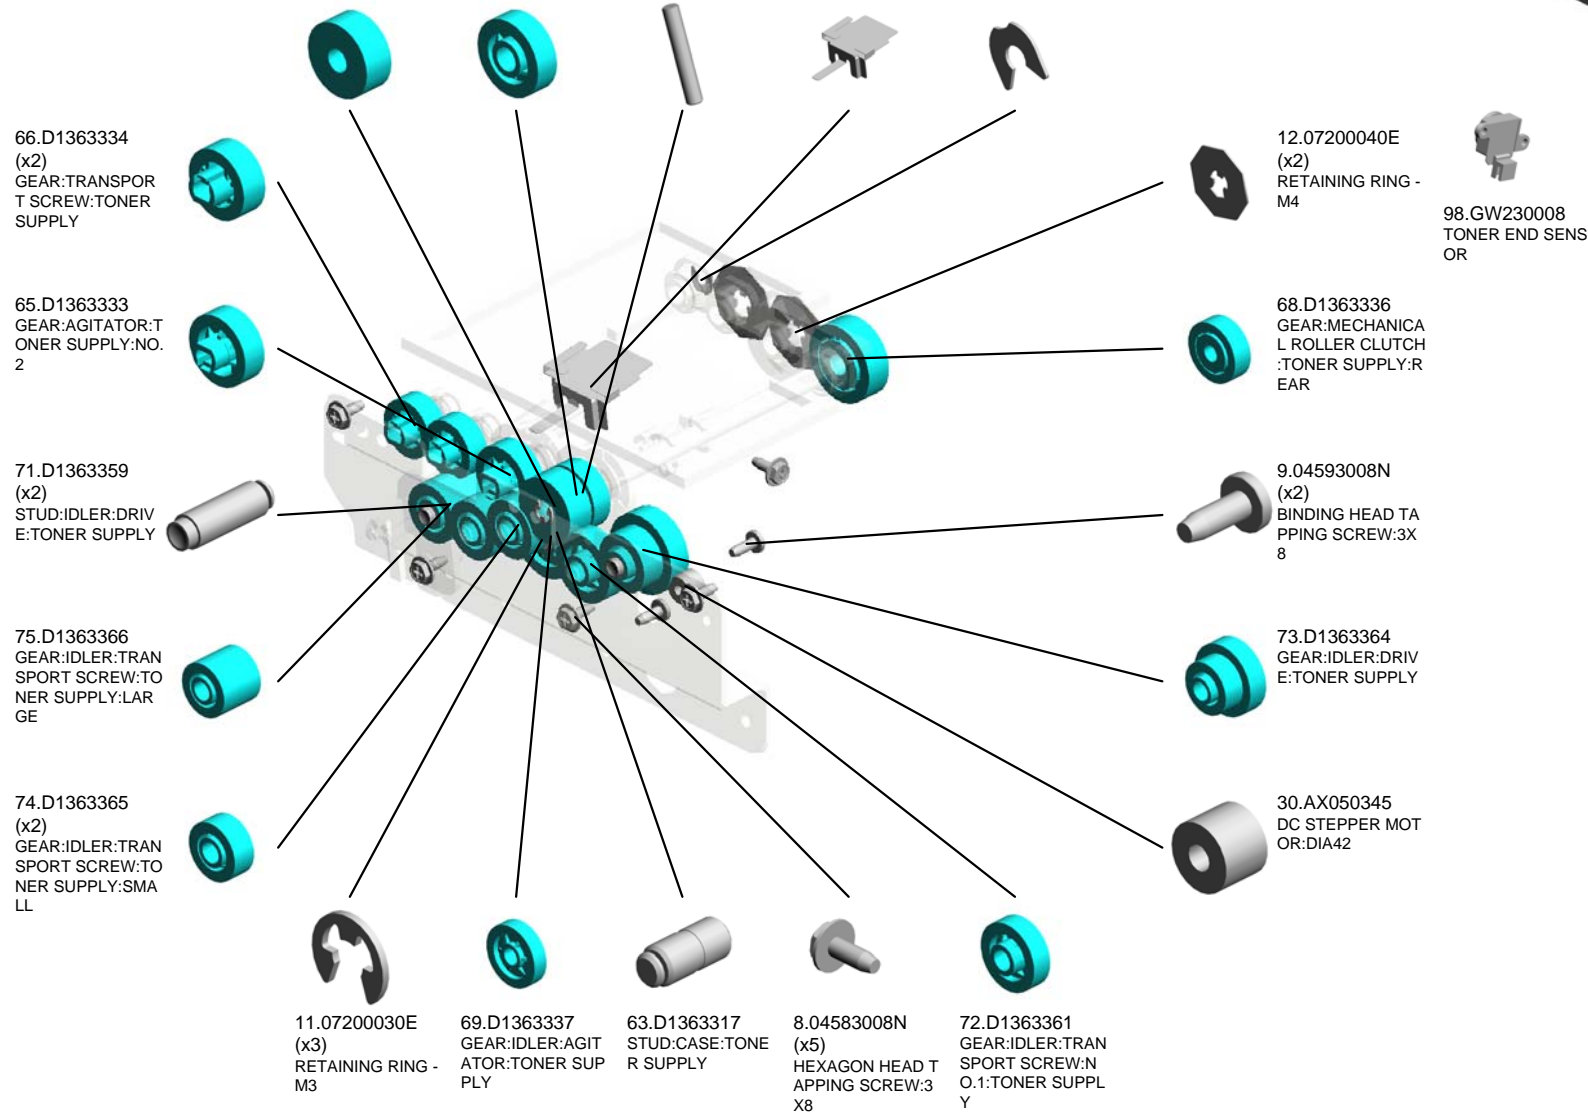 66.D1363334
(x2)
GEAR:TRANSPOR
T SCREW:TONER
SUPPLY
65.D1363333
GEAR:AGITATOR:T
ONER SUPPLY:NO.
2
71.D1363359
(x2)
STUD:IDLER:DRIV
E:TONER SUPPLY
75.D1363366
GEAR:IDLER:TRAN
SPORT SCREW:TO
NER SUPPLY:LAR
GE
74.D1363365
(x2)
GEAR:IDLER:TRAN
SPORT SCREW:TO
NER SUPPLY:SMA
LL
11.07200030E
(x3)
RETAINING RING -
M3
69.D1363337
GEAR:IDLER:AGIT
ATOR:TONER SUP
PLY
63.D1363317
STUD:CASE:TONE
R SUPPLY
8.04583008N
(x5)
HEXAGON HEAD T
APPING SCREW:3
X8
72.D1363361
GEAR:IDLER:TRAN
SPORT SCREW:N
O.1:TONER SUPPL
Y
12.07200040E
(x2)
RETAINING RING -
M4
98.GW230008
TONER END SENS
OR
68.D1363336
GEAR:MECHANICA
L ROLLER CLUTCH
:TONER SUPPLY:R
EAR
9.04593008N
(x2)
BINDING HEAD TA
PPING SCREW:3X
8
73.D1363364
GEAR:IDLER:DRIV
E:TONER SUPPLY
30.AX050345
DC STEPPER MOT
OR:DIA42